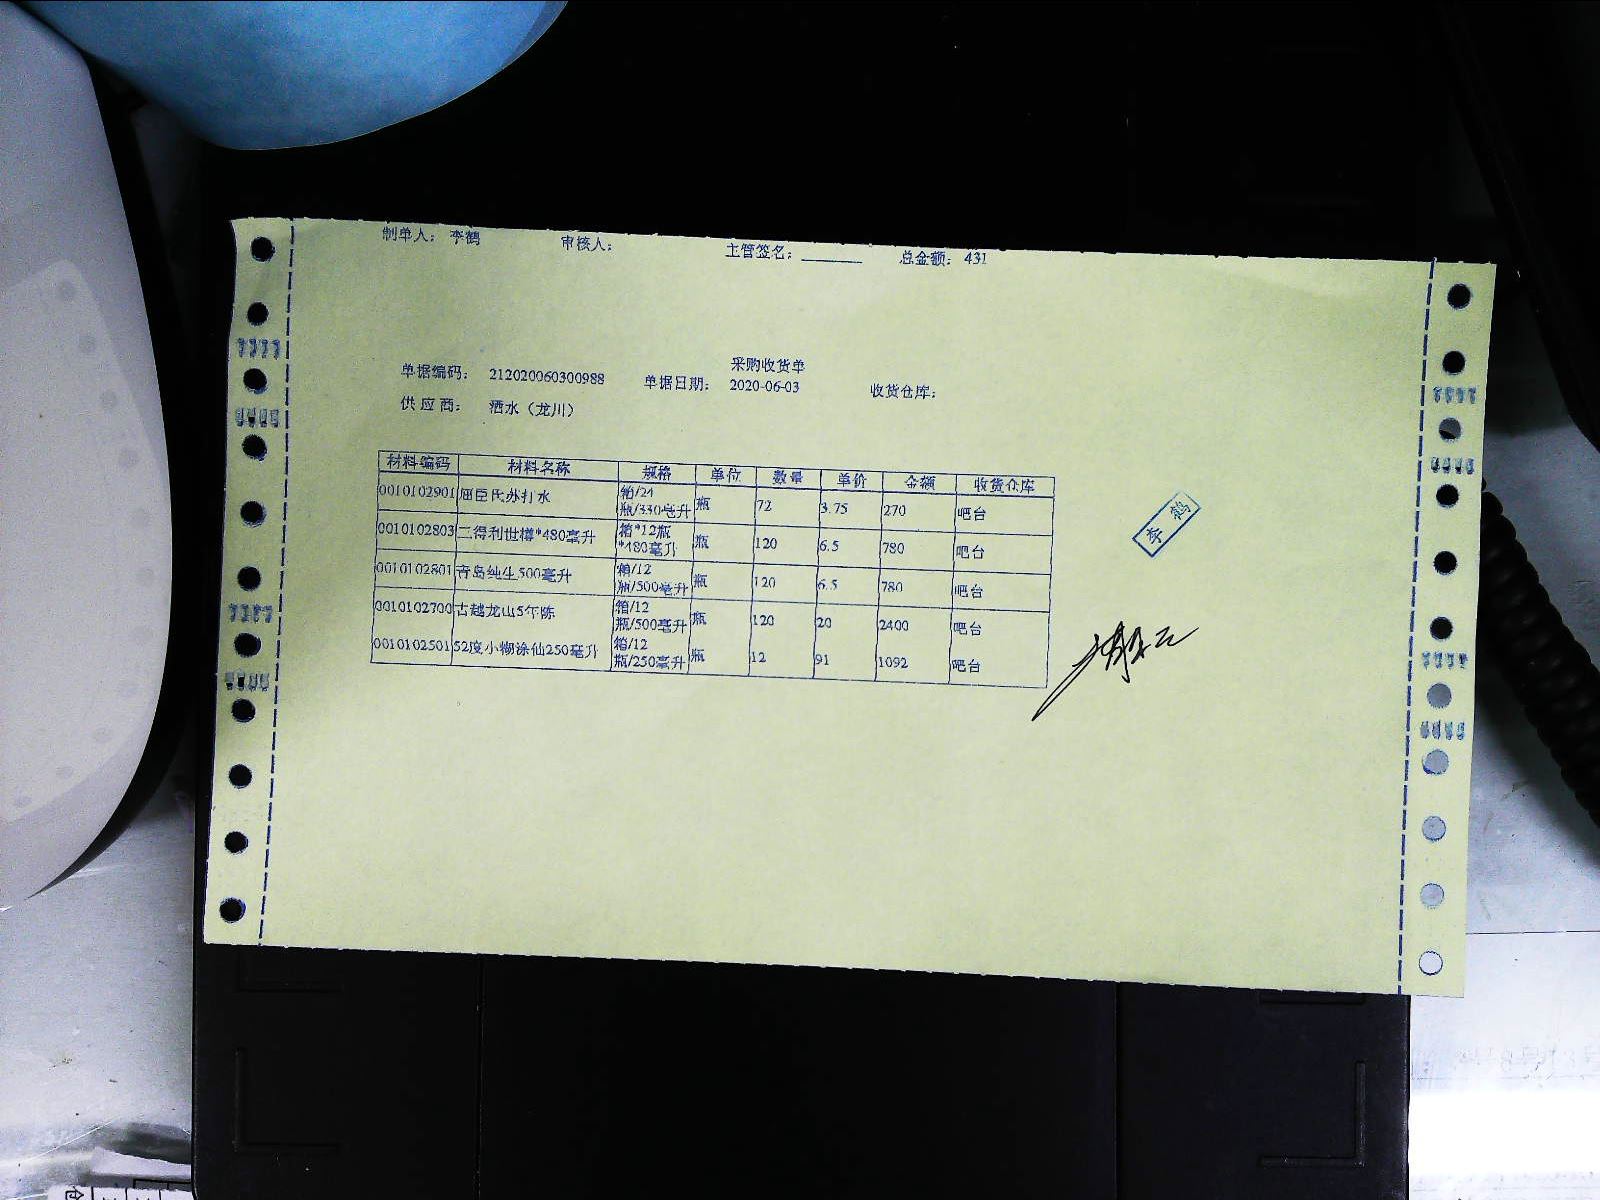 制单人： 李鹤 审核人： 主管签名：______ 总金额： 431
采购收货单
单据编码： 212020060300988 单据日期： 2020-06-03 收货仓库：
供 应 商： 酒水（龙川）
材料编码 材料名称 规格 单位 数量 单价 金额 收货仓库
0010102901 屈臣氏苏打水 箱/24瓶/330毫升 瓶 72 3.75 270 吧台
0010102803 三得利世樽*480毫升 箱*12瓶*480毫升 瓶 120 6.5 780 吧台
0010102801 青岛纯生500毫升 箱/12瓶/500毫升 瓶 120 6.5 780 吧台
0010102700 古越龙山5年陈 箱/12瓶/500毫升 瓶 120 20 2400 吧台
0010102501 52度小糊涂仙250毫升 箱/12瓶/250毫升 瓶 12 91 1092 吧台
李 鹤